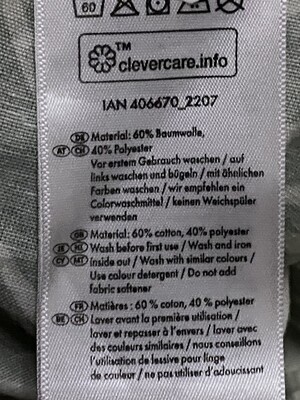 60
TM
clevercare.info
IAN 406670_2207
DE Material: 60% Baumwolle,
AT CH 40% Polyester
Vor erstem Gebrauch waschen / auf
links waschen und bügeln / mit ähnlichen
Farben waschen / wir empfehlen ein
Colorwaschmittel / keinen Weichspüler
verwenden
GB Material: 60% cotton, 40% polyester
IE NI Wash before first use / Wash and iron
CY MT inside out / Wash with similar colours /
Use colour detergent / Do not add
fabric softener
FR Matières : 60 % coton, 40 % polyester
BE CH Laver avant la première utilisation /
laver et repasser à l'envers / laver avec
des couleurs similaires / nous conseillons
l'utilisation de lessive pour linge
de couleur / ne pas utiliser d'adoucissant